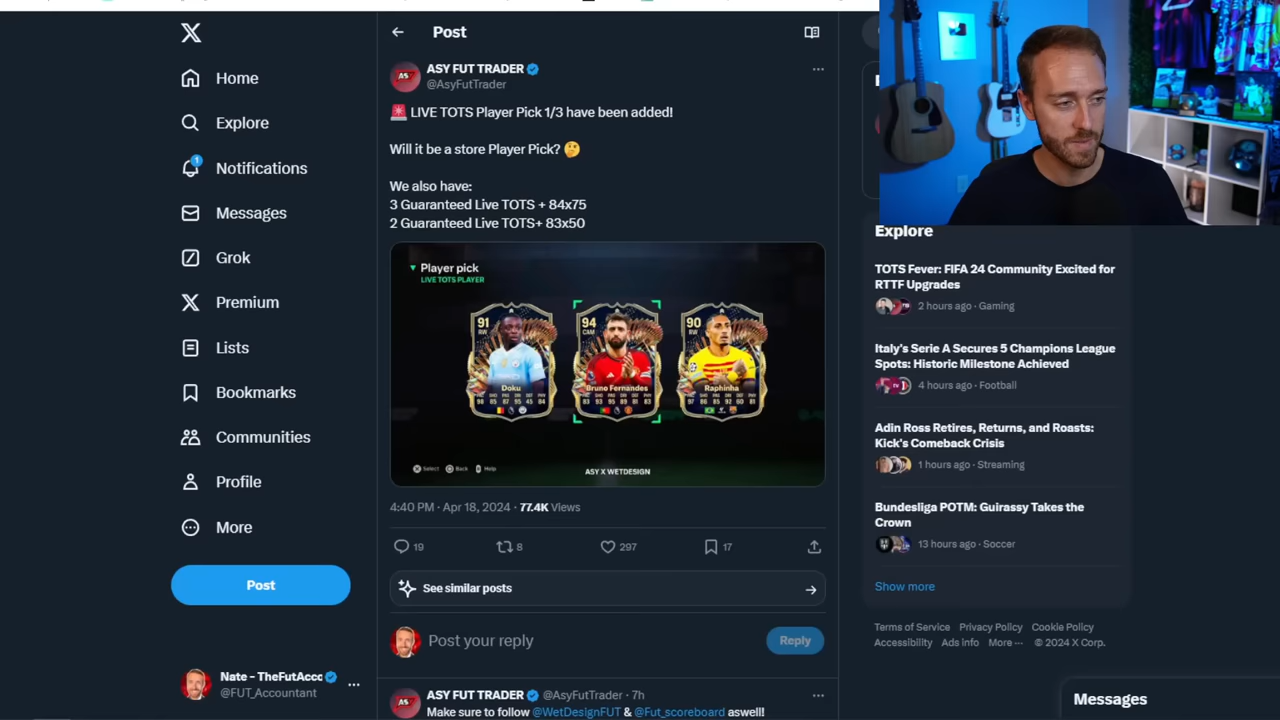 Home
Explore
Notifications
1
Messages
Grok
Premium
Lists
Bookmarks
Communities
Profile
More
Post
Nate - TheFutAccc
@FUT_Accountant
Post
ASY FUT TRADER
@AsyFutTrader
🚨 LIVE TOTS Player Pick 1/3 have been added!
Will it be a store Player Pick? 🤔
We also have:
3 Guaranteed Live TOTS + 84x75
2 Guaranteed Live TOTS+ 83x50
Player pick
LIVE TOTS PLAYER
91
RW
Doku
94
CAM
Bruno Fernandes
90
RW
Raphinha
Select
Back
Help
ASY X WETDESIGN
4:40 PM · Apr 18, 2024 · 77.4K Views
19
8
297
17
See similar posts
Post your reply
Reply
ASY FUT TRADER @AsyFutTrader · 7h
Make sure to follow @WetDesignFUT & @Fut_scoreboard aswell!
Explore
TOTS Fever: FIFA 24 Community Excited for
RTTF Upgrades
2 hours ago · Gaming
Italy's Serie A Secures 5 Champions League
Spots: Historic Milestone Achieved
4 hours ago · Football
Adin Ross Retires, Returns, and Roasts:
Kick's Comeback Crisis
1 hours ago · Streaming
Bundesliga POTM: Guirassy Takes the
Crown
13 hours ago · Soccer
Show more
Terms of Service Privacy Policy Cookie Policy
Accessibility Ads info More ··· © 2024 X Corp.
Messages